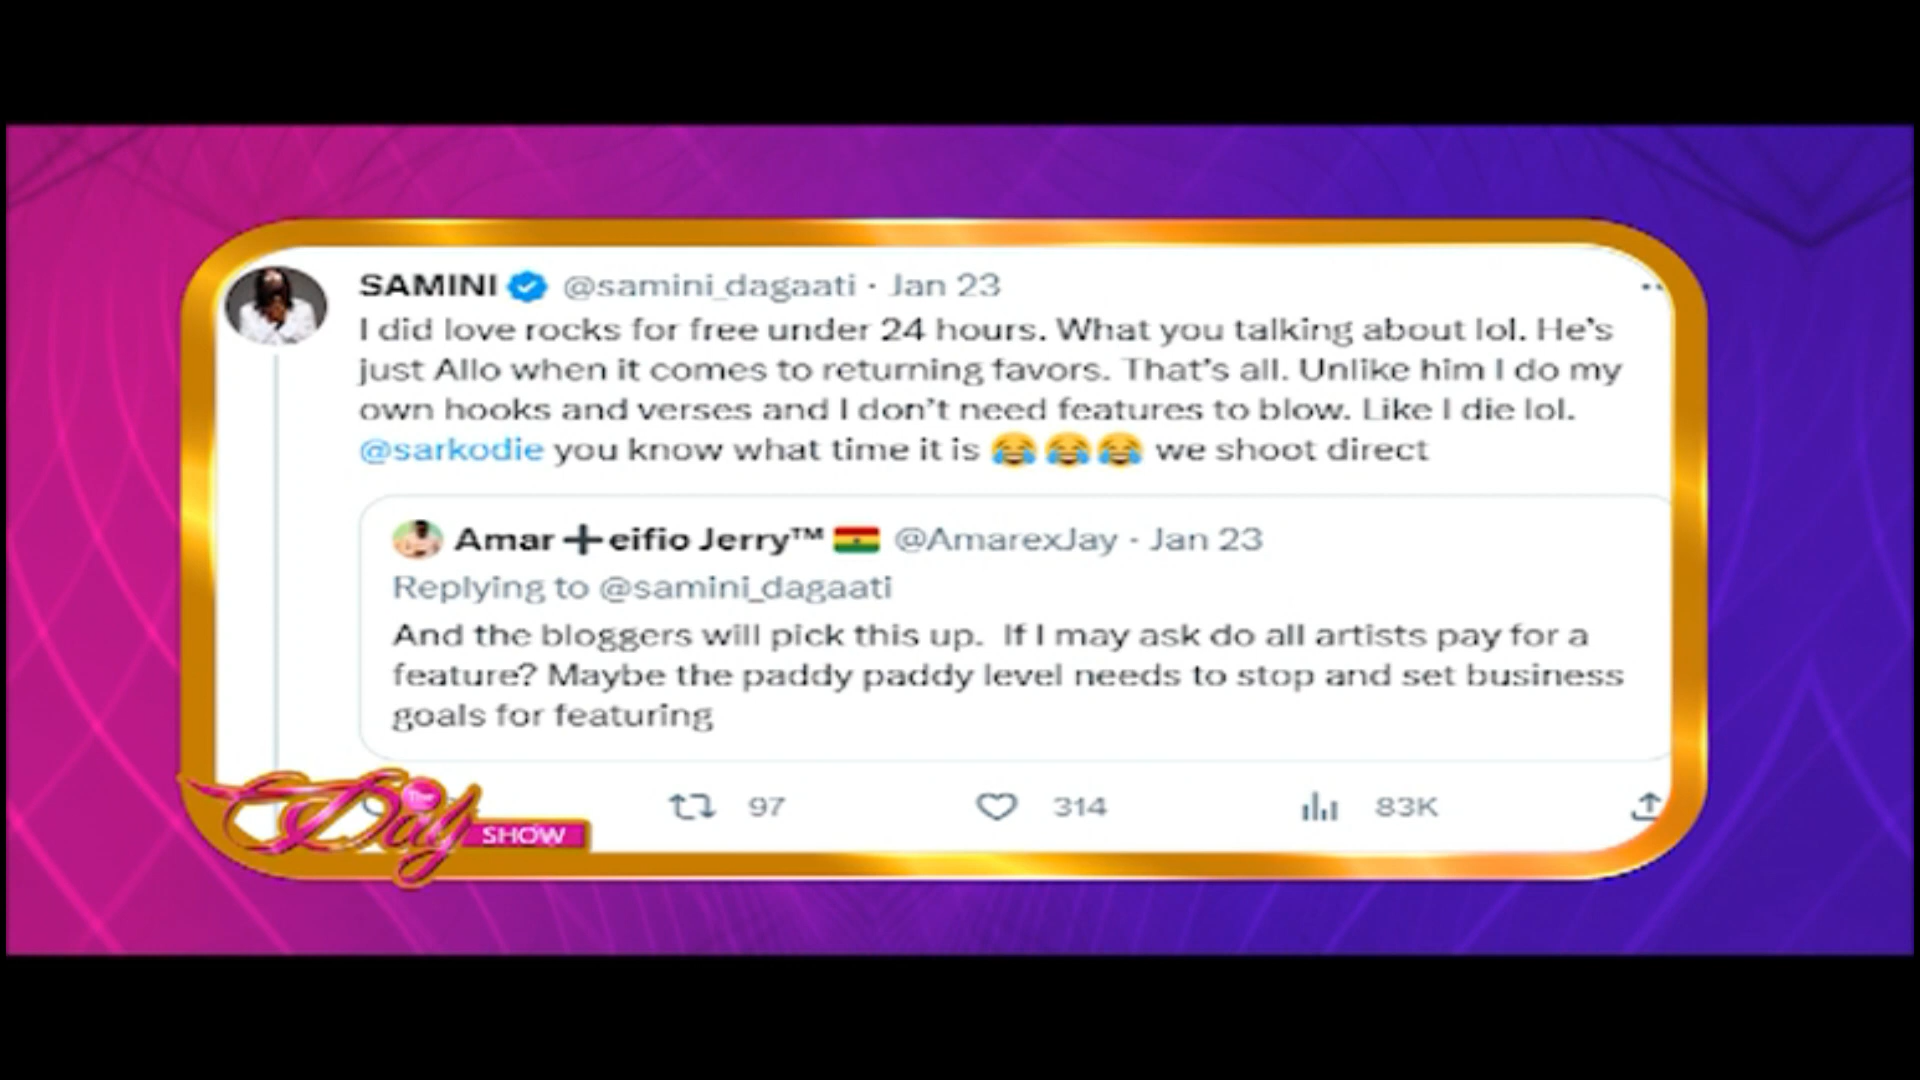 SAMINI @samini_dagaati · Jan 23
I did love rocks for free under 24 hours. What you talking about lol. He's
just Allo when it comes to returning favors. That's all. Unlike him I do my
own hooks and verses and I don't need features to blow. Like I die lol.
@sarkodie you know what time it is 😂😂😂 we shoot direct
Amar ➕eifio Jerry™ 🇬🇭 @AmarexJay · Jan 23
Replying to @samini_dagaati
And the bloggers will pick this up. If I may ask do all artists pay for a
feature? Maybe the paddy paddy level needs to stop and set business
goals for featuring
97 314 83K
The Day SHOW